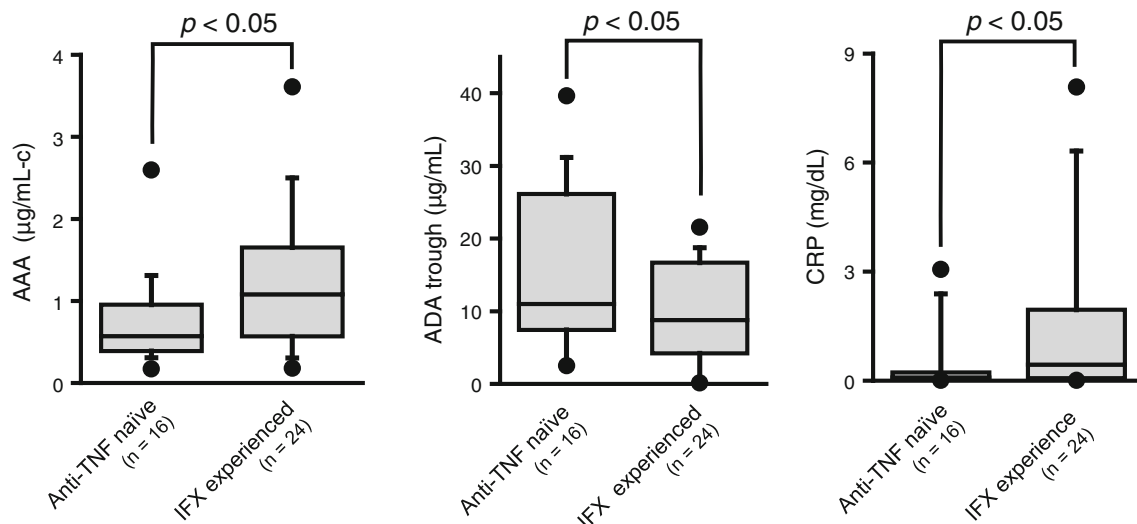 p < 0.05
4
3
2
1
0
AAA (µg/mL-c)
Anti-TNF naïve
(n = 16)
IFX experienced
(n = 24)
p < 0.05
40
30
20
10
0
ADA trough (µg/mL)
Anti-TNF naïve
(n = 16)
IFX experienced
(n = 24)
p < 0.05
9
6
3
0
CRP (mg/dL)
Anti-TNF naïve
(n = 16)
IFX experience
(n = 24)